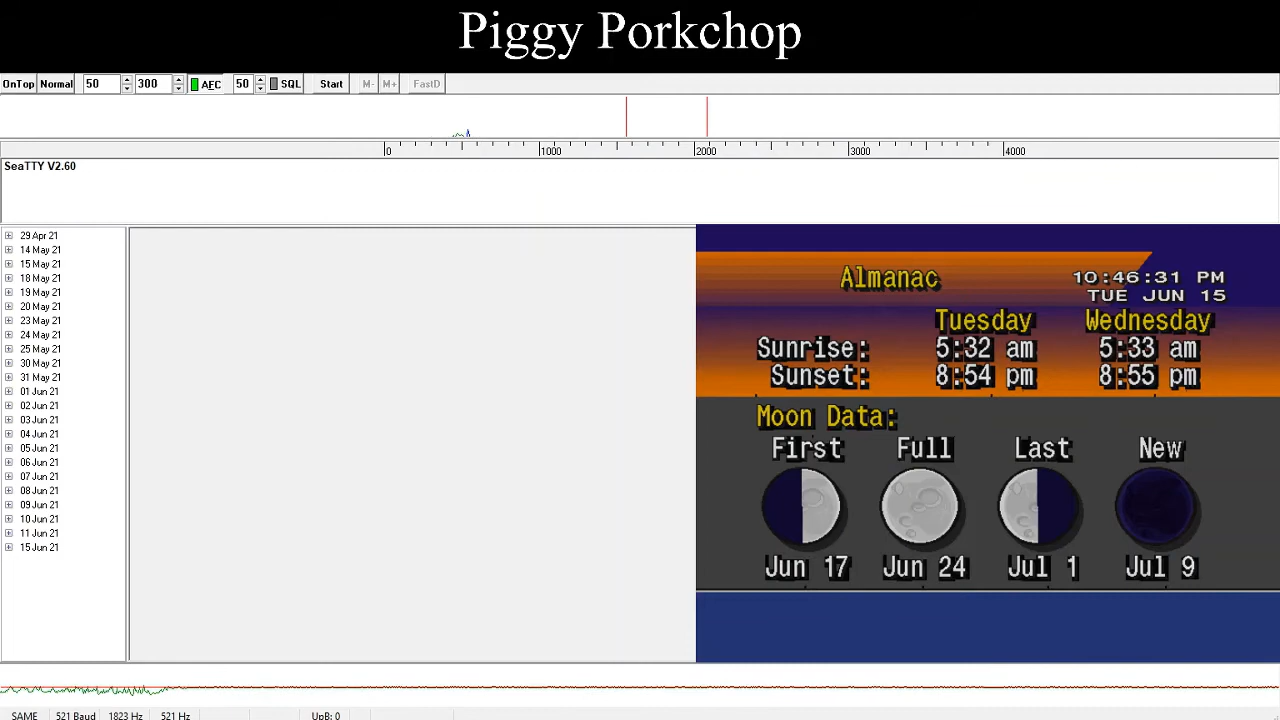 Piggy Porkchop
OnTop Normal 50 300 AFC 50 SQL Start M- M+ FastD
0 1000 2000 3000 4000
SeaTTY V2.60
29 Apr 21
14 May 21
15 May 21
18 May 21
19 May 21
20 May 21
23 May 21
24 May 21
25 May 21
30 May 21
31 May 21
01 Jun 21
02 Jun 21
03 Jun 21
04 Jun 21
05 Jun 21
06 Jun 21
07 Jun 21
08 Jun 21
09 Jun 21
10 Jun 21
11 Jun 21
15 Jun 21
Almanac
10:46:31 PM
TUE JUN 15
Tuesday Wednesday
Sunrise: 5:32 am 5:33 am
Sunset: 8:54 pm 8:55 pm
Moon Data:
First Full Last New
Jun 17 Jun 24 Jul 1 Jul 9
SAME 521 Baud 1823 Hz 521 Hz UpB: 0